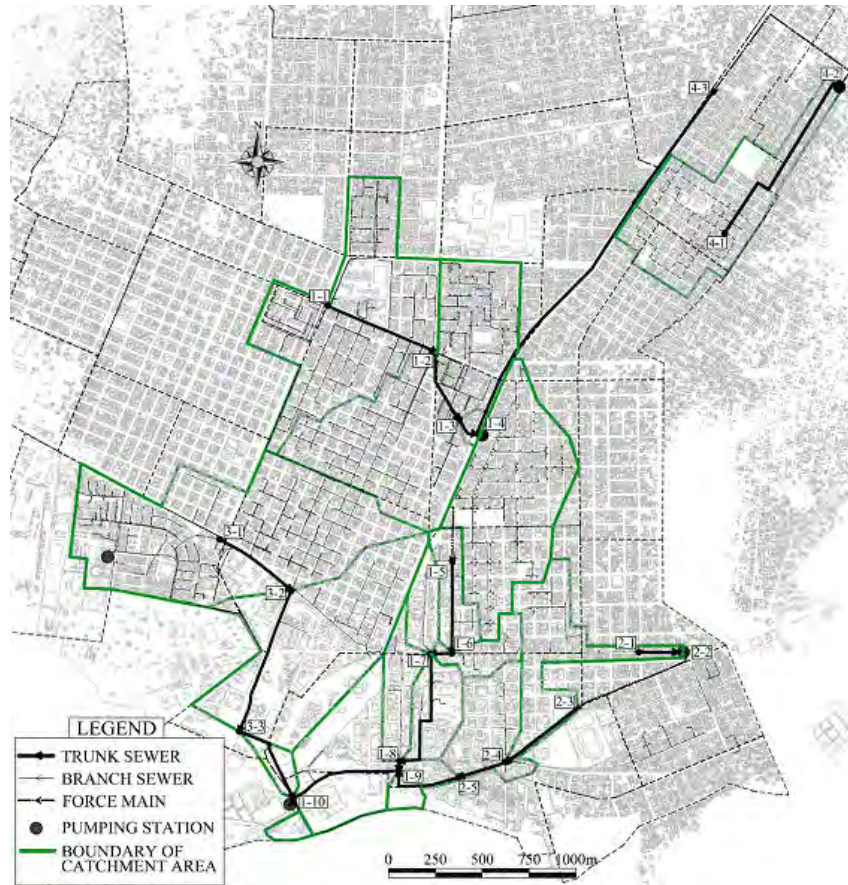 4-2
4-3
N
4-1
1-1
1-2
1-3
1-4
3-1
1-5
3-2
1-6
2-1
2-2
1-7
2-3
3-3
1-8
2-4
1-9
2-5
1-10
LEGEND
TRUNK SEWER
BRANCH SEWER
FORCE MAIN
PUMPING STATION
BOUNDARY OF
CATCHMENT AREA
0 250 500 750 1000m